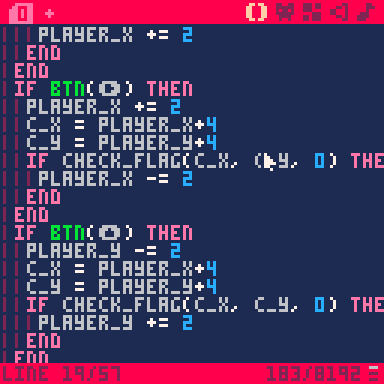 0 +
PLAYER_X += 2
END
END
IF BTN(➡️) THEN
PLAYER_X += 2
C_X = PLAYER_X+4
C_Y = PLAYER_Y+4
IF CHECK_FLAG(C_X, C_Y, 0) THE
PLAYER_X -= 2
END
END
IF BTN(⬆️) THEN
PLAYER_Y -= 2
C_X = PLAYER_X+4
C_Y = PLAYER_Y+4
IF CHECK_FLAG(C_X, C_Y, 0) THE
PLAYER_Y += 2
END
END
LINE 19/57 183/8192